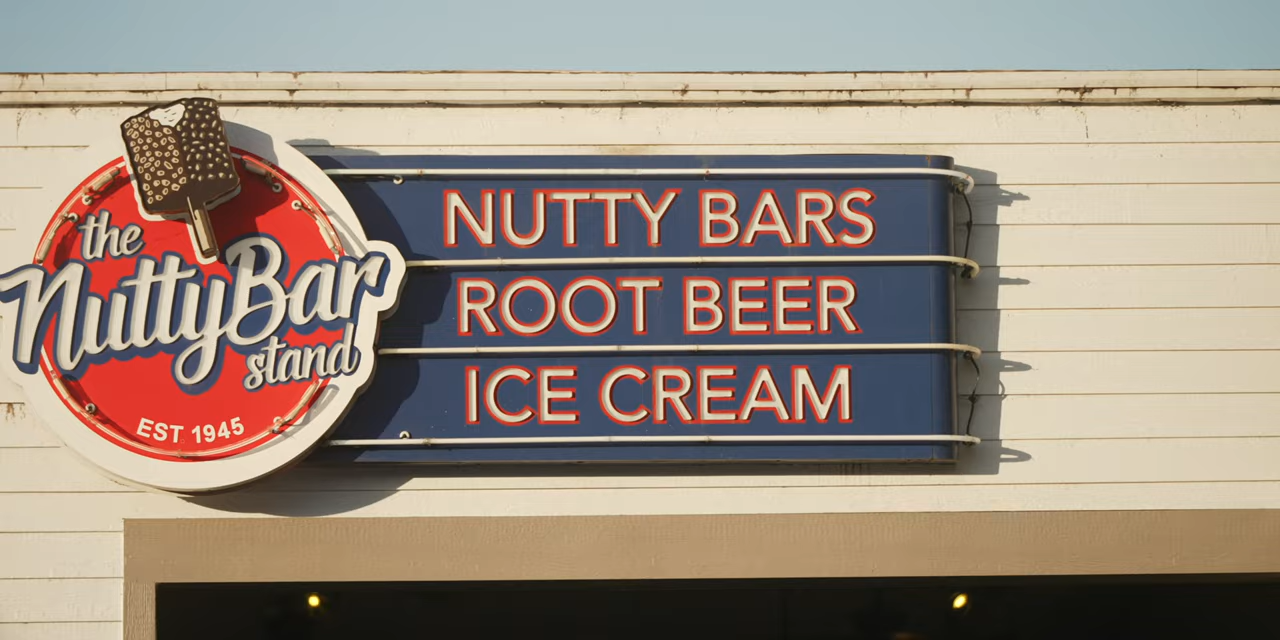 the
NuttyBar
stand
EST 1945
NUTTY BARS
ROOT BEER
ICE CREAM